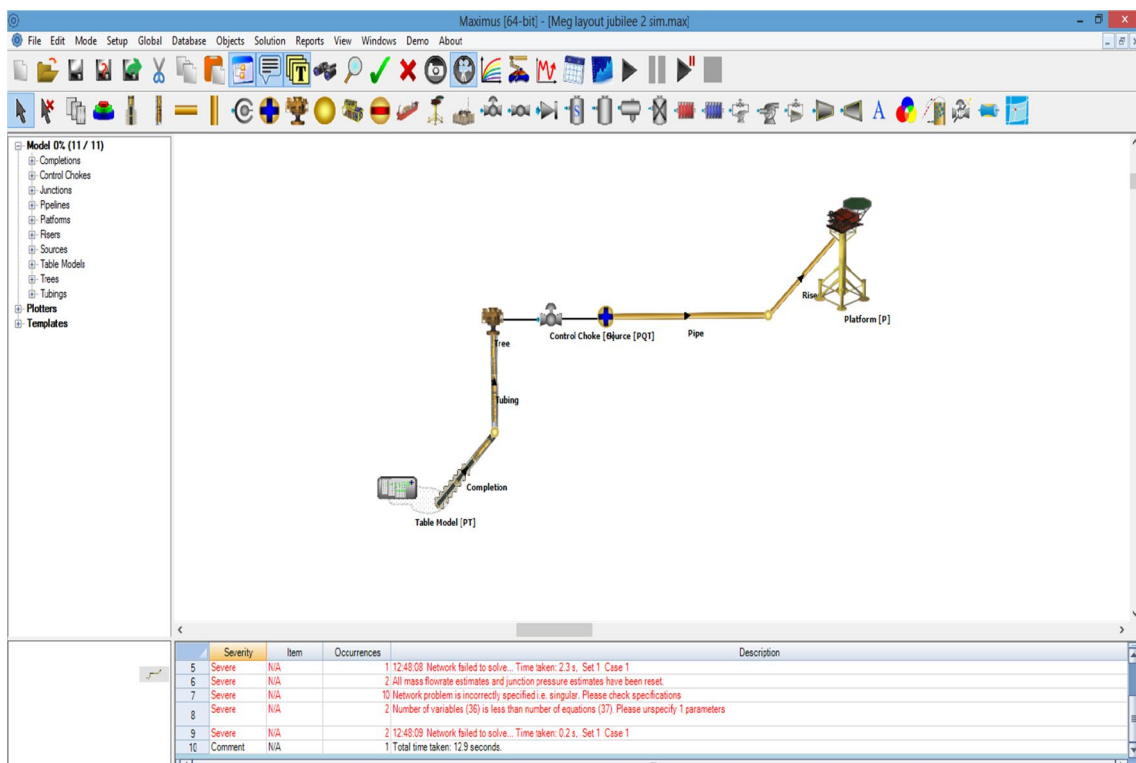 Maximus [64-bit] - [Meg layout jubilee 2 sim.max]
File Edit Mode Setup Global Database Objects Solution Reports View Windows Demo About
Model 0% (11 / 11)
Completions
Control Chokes
Junctions
Pipelines
Platforms
Risers
Sources
Table Models
Trees
Tubings
Plotters
Templates
Tree
Control Choke
Source [PQT]
Pipe
Rise
Platform [P]
Tubing
Completion
Table Model [PT]
Severity Item Occurrences Description
5 Severe N/A 1 12:48:08 Network failed to solve... Time taken: 2.3 s, Set 1 Case 1
6 Severe N/A 2 All mass flowrate estimates and junction pressure estimates have been reset.
7 Severe N/A 10 Network problem is incorrectly specified i.e. singular. Please check specifications
8 Severe N/A 2 Number of variables (36) is less than number of equations (37). Please unspecify 1 parameters
9 Severe N/A 2 12:48:09 Network failed to solve... Time taken: 0.2 s, Set 1 Case 1
10 Comment N/A 1 Total time taken: 12.9 seconds.